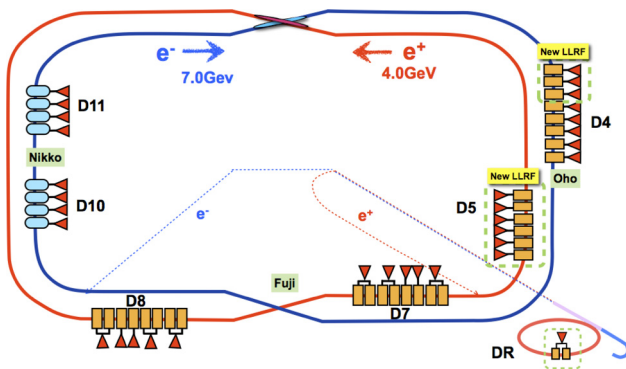 e-
7.0Gev
e+
4.0GeV
New LLRF
D11
D4
Nikko
Oho
New LLRF
D10
D5
e-
e+
Fuji
D8
D7
DR